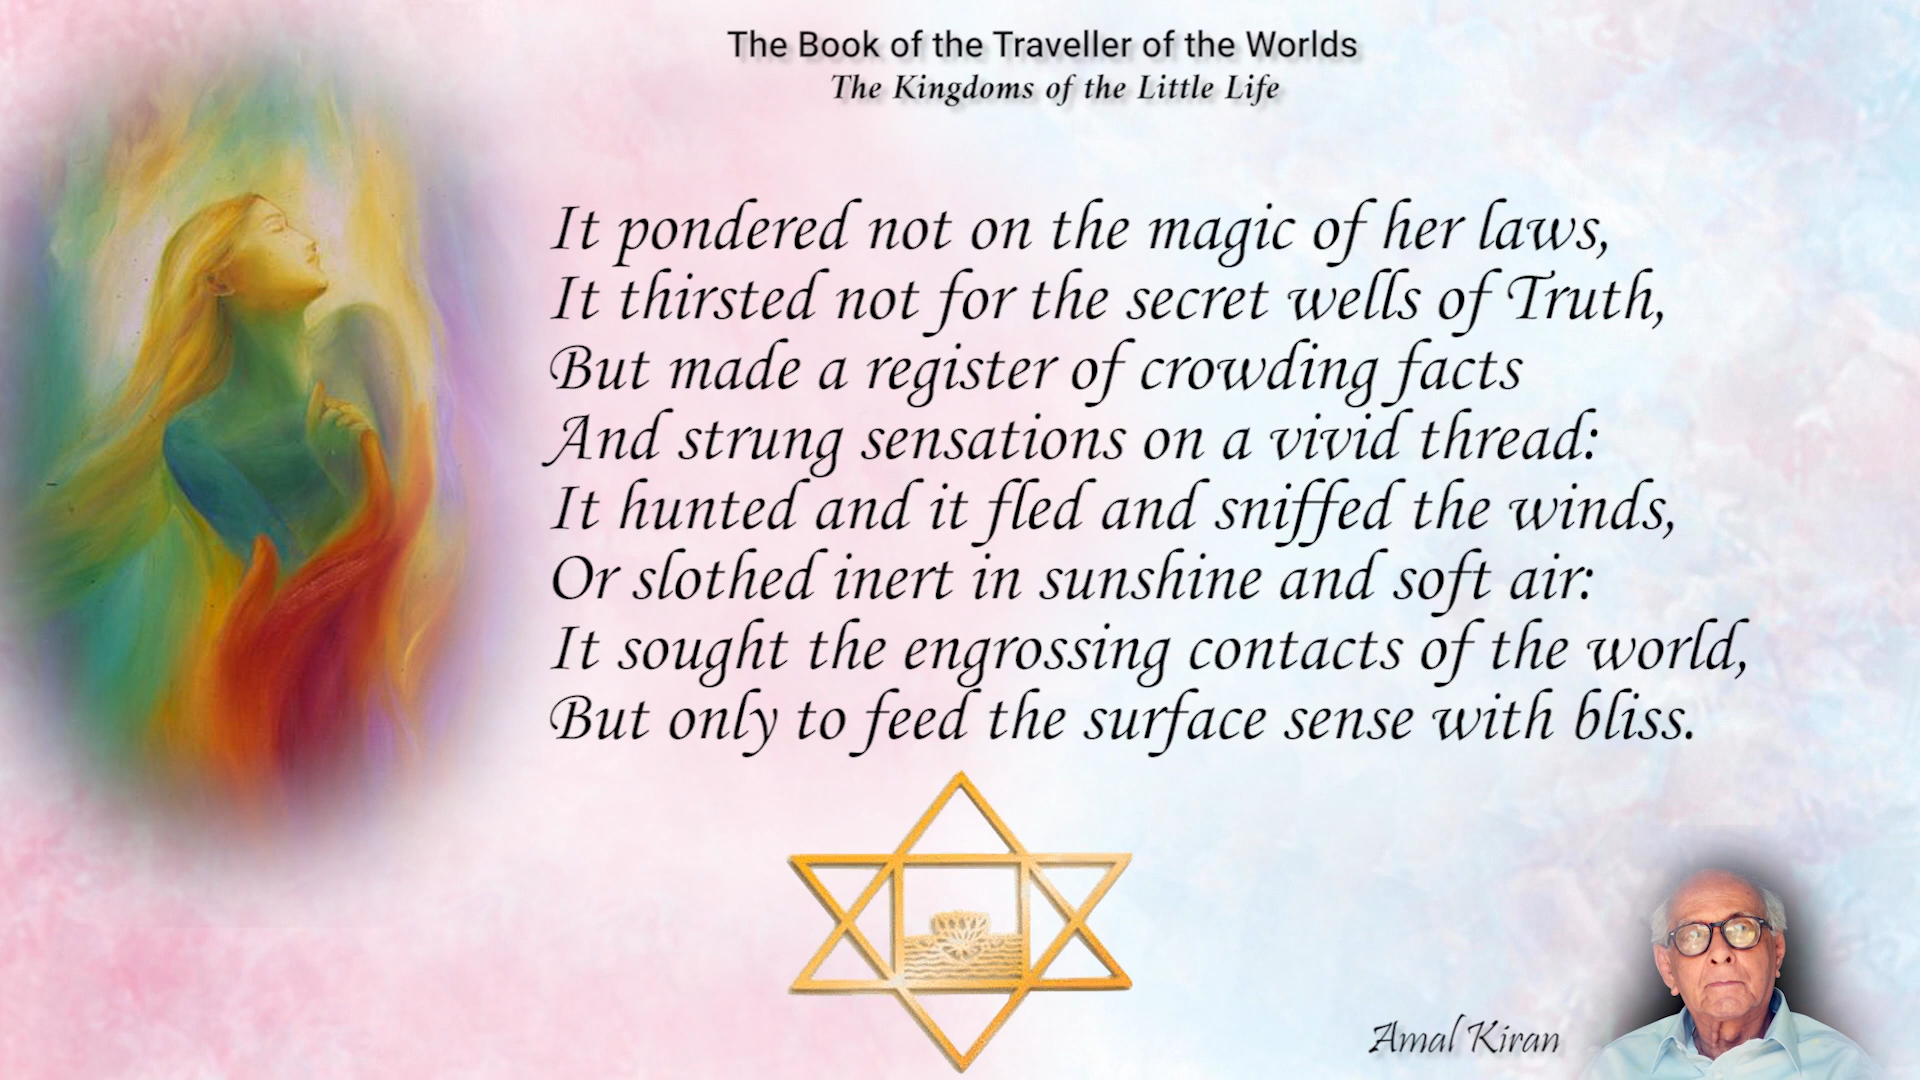 The Book of the Traveller of the Worlds
The Kingdoms of the Little Life
It pondered not on the magic of her laws,
It thirsted not for the secret wells of Truth,
But made a register of crowding facts
And strung sensations on a vivid thread:
It hunted and it fled and sniffed the winds,
Or slothed inert in sunshine and soft air:
It sought the engrossing contacts of the world,
But only to feed the surface sense with bliss.
Amal Kiran